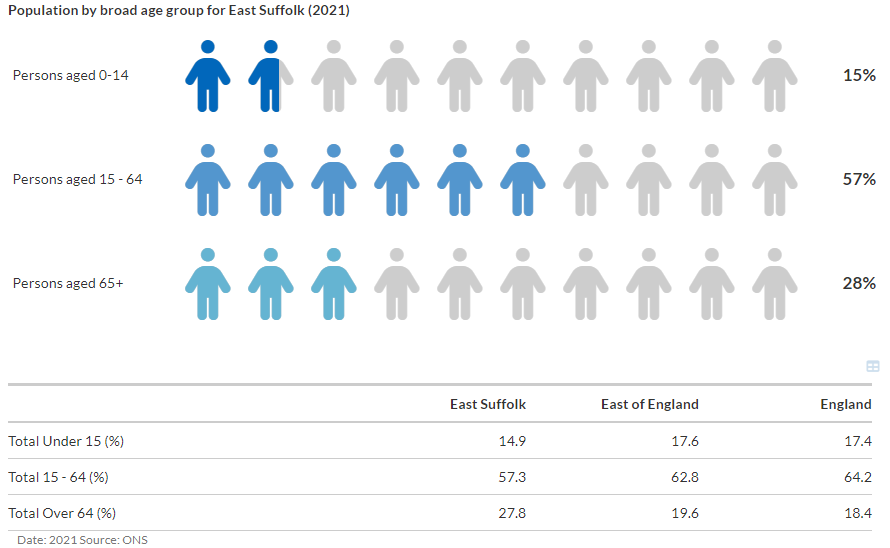 Population by broad age group for East Suffolk (2021)
Persons aged 0-14 15%
Persons aged 15 - 64 57%
Persons aged 65+ 28%
East Suffolk East of England England
Total Under 15 (%) 14.9 17.6 17.4
Total 15 - 64 (%) 57.3 62.8 64.2
Total Over 64 (%) 27.8 19.6 18.4
Date: 2021 Source: ONS